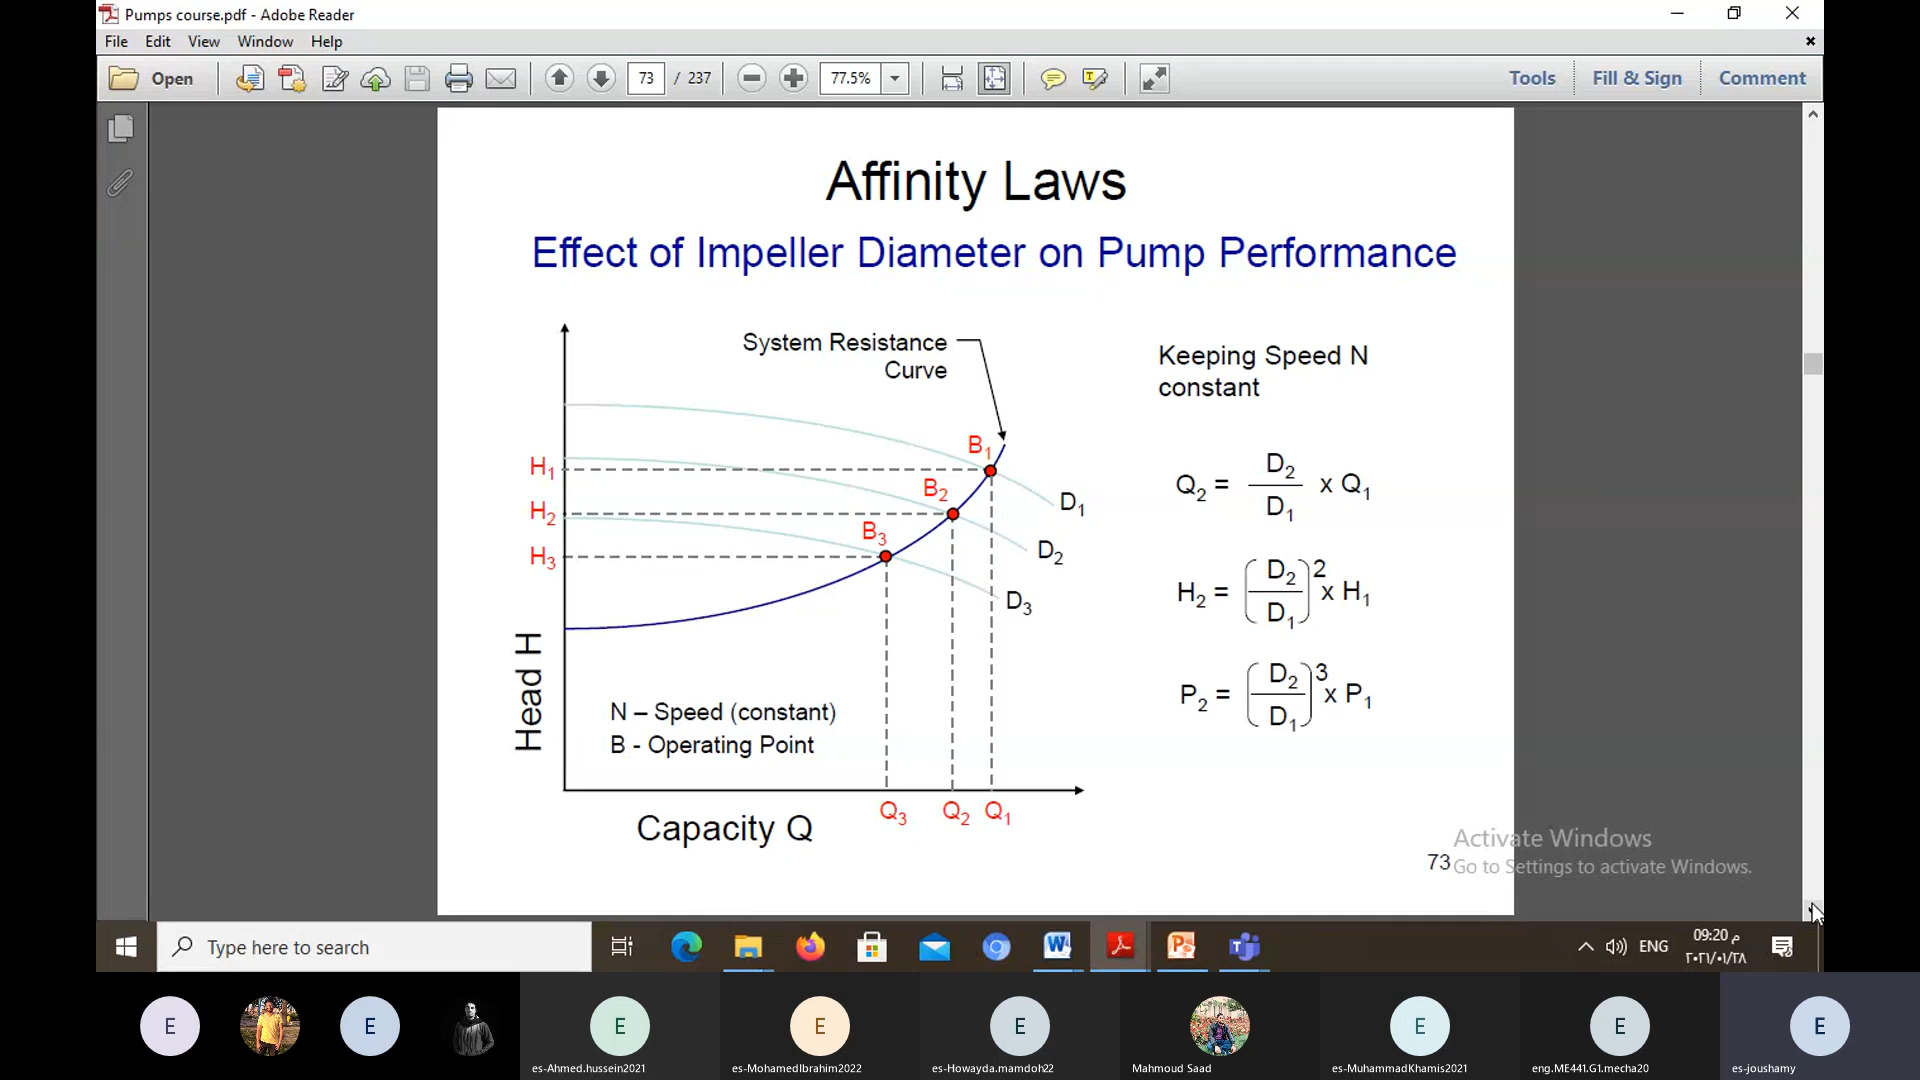 Pumps course.pdf - Adobe Reader
File Edit View Window Help
Open 73 / 237 77.5% Tools Fill & Sign Comment
Affinity Laws
Effect of Impeller Diameter on Pump Performance
System Resistance
Curve
Keeping Speed N
constant
H₁
H₂
H₃
B₁
B₂
B₃
D₁
D₂
D₃
Q₂ = D₂ / D₁ x Q₁
H₂ = (D₂ / D₁)² x H₁
P₂ = (D₂ / D₁)³ x P₁
Head H
N – Speed (constant)
B - Operating Point
Q₃ Q₂ Q₁
Capacity Q
73
Activate Windows
Go to Settings to activate Windows.
Type here to search
ENG
09:20 م
٢٠٢١/٠١/٢٨
E E E E E E E E
es-Ahmed.hussein2021 es-MohamedIbrahim2022 es-Howayda.mamdoh22 Mahmoud Saad es-MuhammadKhamis2021 eng.ME441.G1.mecha20 es-joushamy